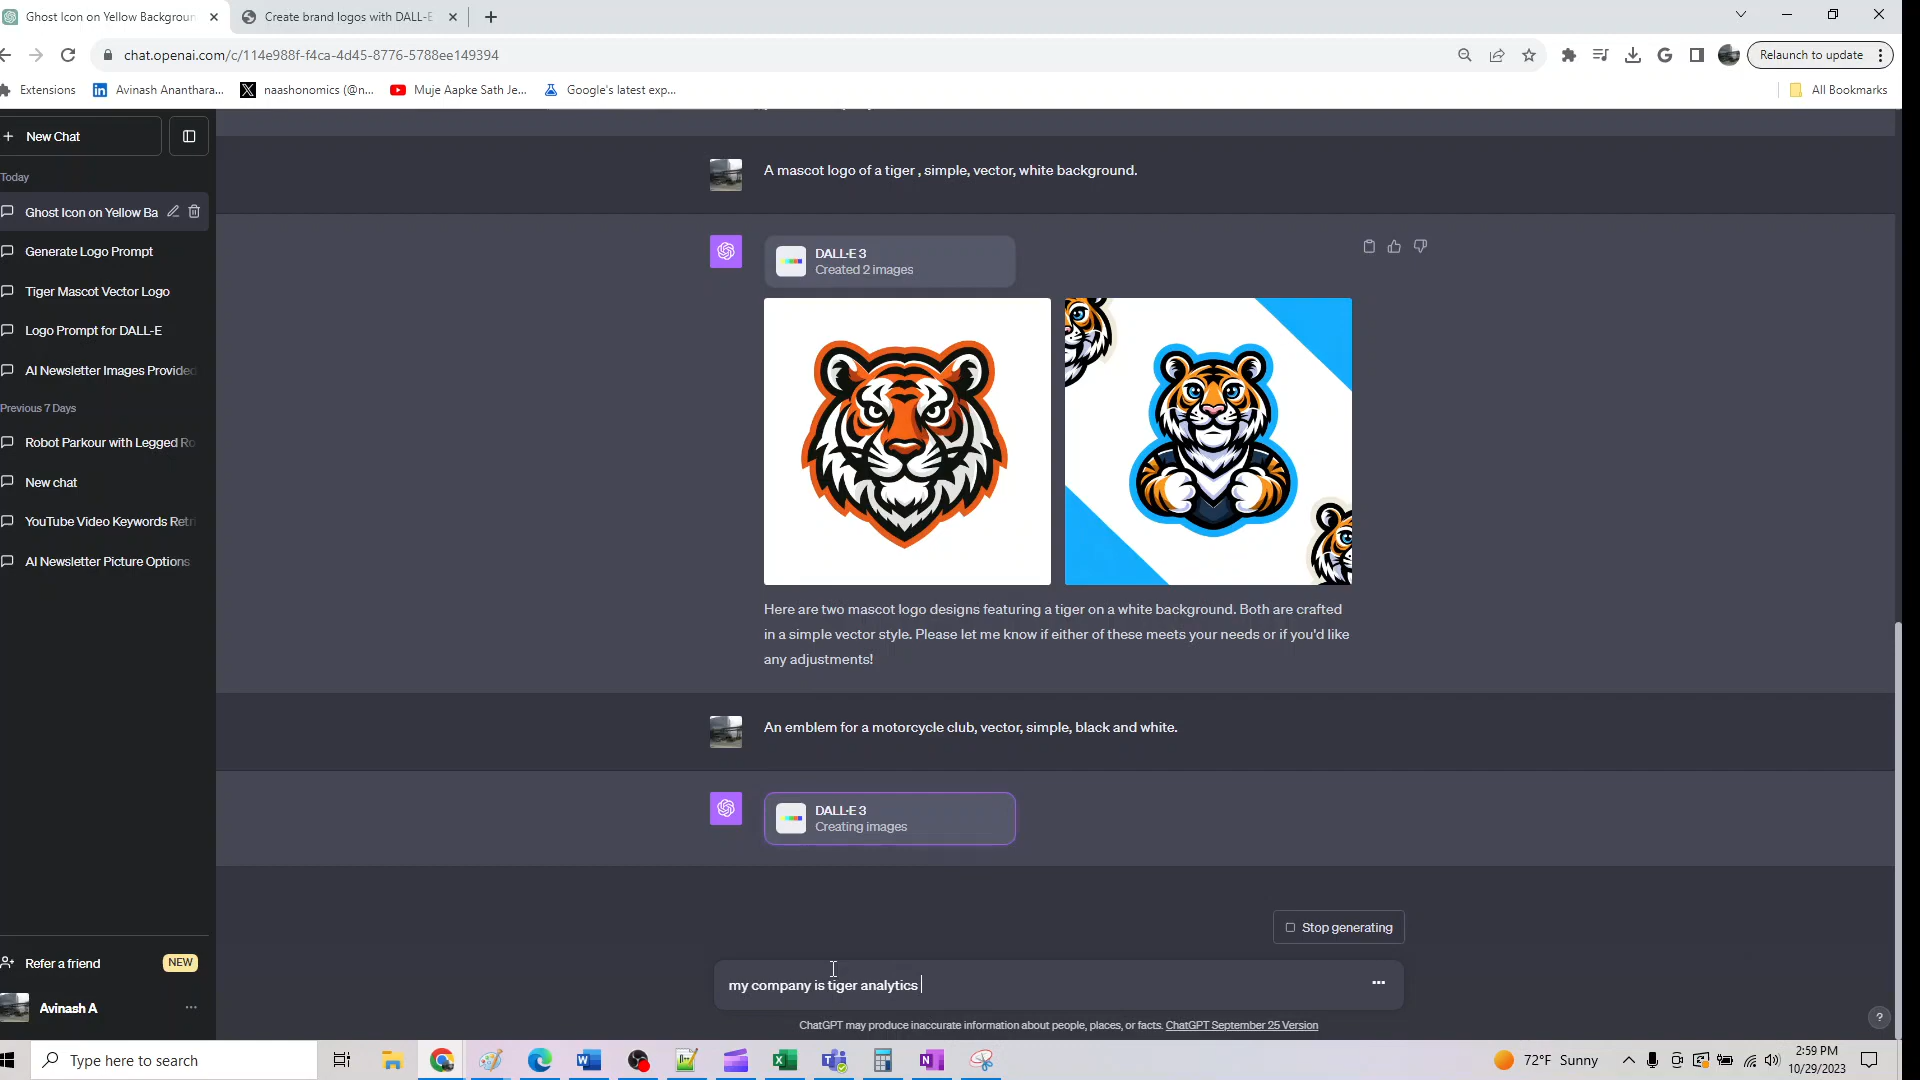 Ghost Icon on Yellow Backgroun
Create brand logos with DALL-E
chat.openai.com/c/114e988f-f4ca-4d45-8776-5788ee149394
Relaunch to update
Extensions
Avinash Ananthara...
naashonomics (@n...
Muje Aapke Sath Je...
Google's latest exp...
All Bookmarks
New Chat
Today
Ghost Icon on Yellow Ba
Generate Logo Prompt
Tiger Mascot Vector Logo
Logo Prompt for DALL-E
AI Newsletter Images Provided
Previous 7 Days
Robot Parkour with Legged Ro
New chat
YouTube Video Keywords Retri
AI Newsletter Picture Options
Refer a friend
NEW
Avinash A
A mascot logo of a tiger , simple, vector, white background.
DALL·E 3
Created 2 images
Here are two mascot logo designs featuring a tiger on a white background. Both are crafted
in a simple vector style. Please let me know if either of these meets your needs or if you'd like
any adjustments!
An emblem for a motorcycle club, vector, simple, black and white.
DALL·E 3
Creating images
Stop generating
my company is tiger analytics
ChatGPT may produce inaccurate information about people, places, or facts. ChatGPT September 25 Version
?
Type here to search
72°F Sunny
2:59 PM
10/29/2023